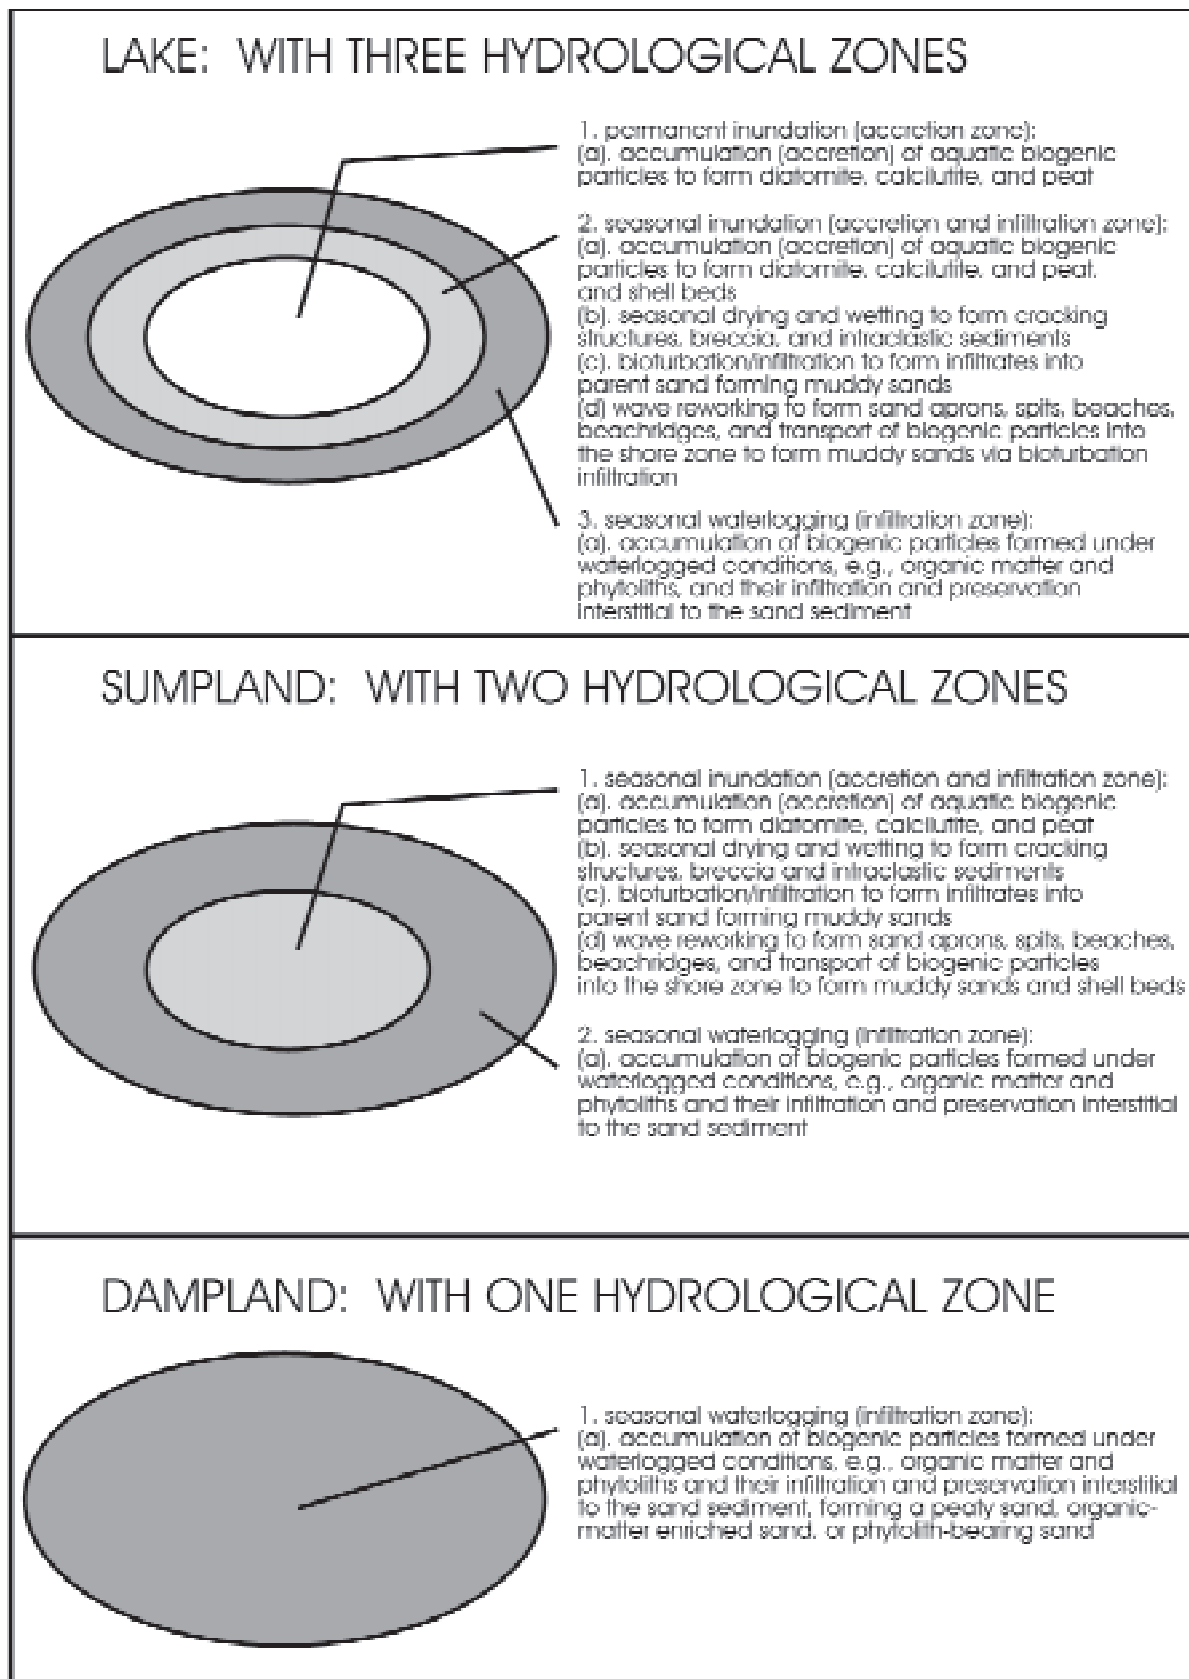 LAKE: WITH THREE HYDROLOGICAL ZONES
1. permanent inundation (accretion zone):
(a). accumulation (accretion) of aquatic biogenic
particles to form diatomite, calcilutite, and peat
2. seasonal inundation (accretion and infiltration zone):
(a). accumulation (accretion) of aquatic biogenic
particles to form diatomite, calcilutite, and peat,
and shell beds
(b). seasonal drying and wetting to form cracking
structures, breccia, and intraclastic sediments
(c). bioturbation/infiltration to form infiltrates into
parent sand forming muddy sands
(d) wave reworking to form sand aprons, spits, beaches,
beachridges, and transport of biogenic particles into
the shore zone to form muddy sands via bioturbation
infiltration
3. seasonal waterlogging (infiltration zone):
(a). accumulation of biogenic particles formed under
waterlogged conditions, e.g., organic matter and
phytoliths, and their infiltration and preservation
interstitial to the sand sediment
SUMPLAND: WITH TWO HYDROLOGICAL ZONES
1. seasonal inundation (accretion and infiltration zone):
(a). accumulation (accretion) of aquatic biogenic
particles to form diatomite, calcilutite, and peat
(b). seasonal drying and wetting to form cracking
structures, breccia and intraclastic sediments
(c). bioturbation/infiltration to form infiltrates into
parent sand forming muddy sands
(d) wave reworking to form sand aprons, spits, beaches,
beachridges, and transport of biogenic particles
into the shore zone to form muddy sands and shell beds
2. seasonal waterlogging (infiltration zone):
(a). accumulation of biogenic particles formed under
waterlogged conditions, e.g., organic matter and
phytoliths and their infiltration and preservation interstitial
to the sand sediment
DAMPLAND: WITH ONE HYDROLOGICAL ZONE
1. seasonal waterlogging (infiltration zone):
(a). accumulation of biogenic particles formed under
waterlogged conditions, e.g., organic matter and
phytoliths and their infiltration and preservation interstitial
to the sand sediment, forming a peaty sand, organic-
matter enriched sand, or phytolith-bearing sand